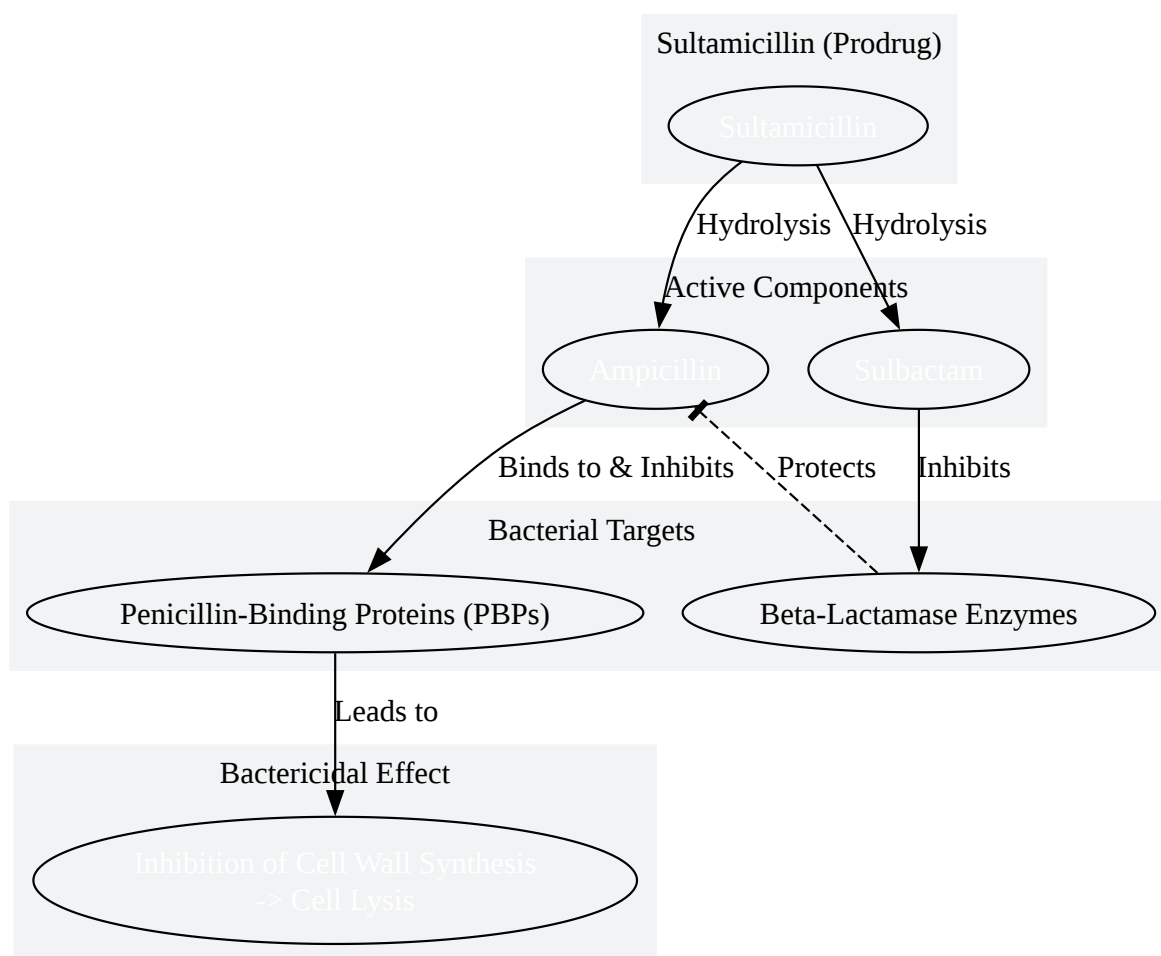 Sultamicillin (Prodrug)
Sultamicillin
Hydrolysis
Hydrolysis
Active Components
Ampicillin
Sulbactam
Binds to & Inhibits
Protects
Inhibits
Bacterial Targets
Penicillin-Binding Proteins (PBPs)
Beta-Lactamase Enzymes
Leads to
Bactericidal Effect
Inhibition of Cell Wall Synthesis
-> Cell Lysis